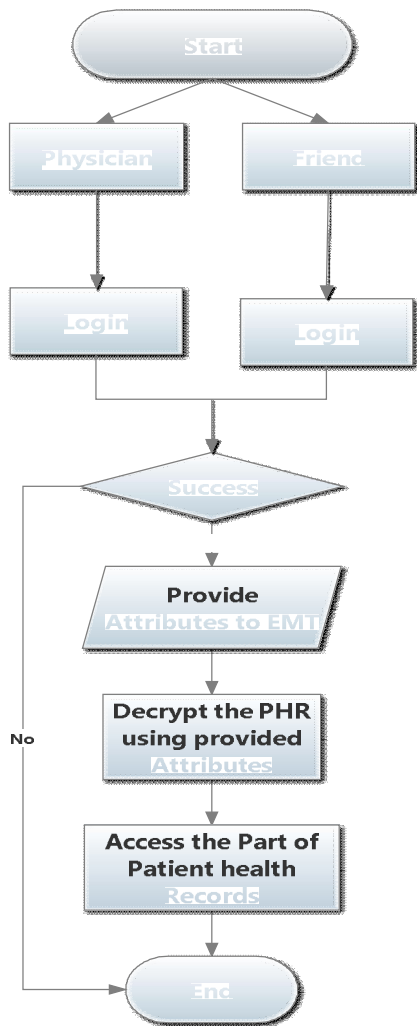 Start
Physician
Friend
Login
Login
Success
Provide
Attributes to EMT
Decrypt the PHR
using provided
Attributes
No
Access the Part of
Patient health
Records
End